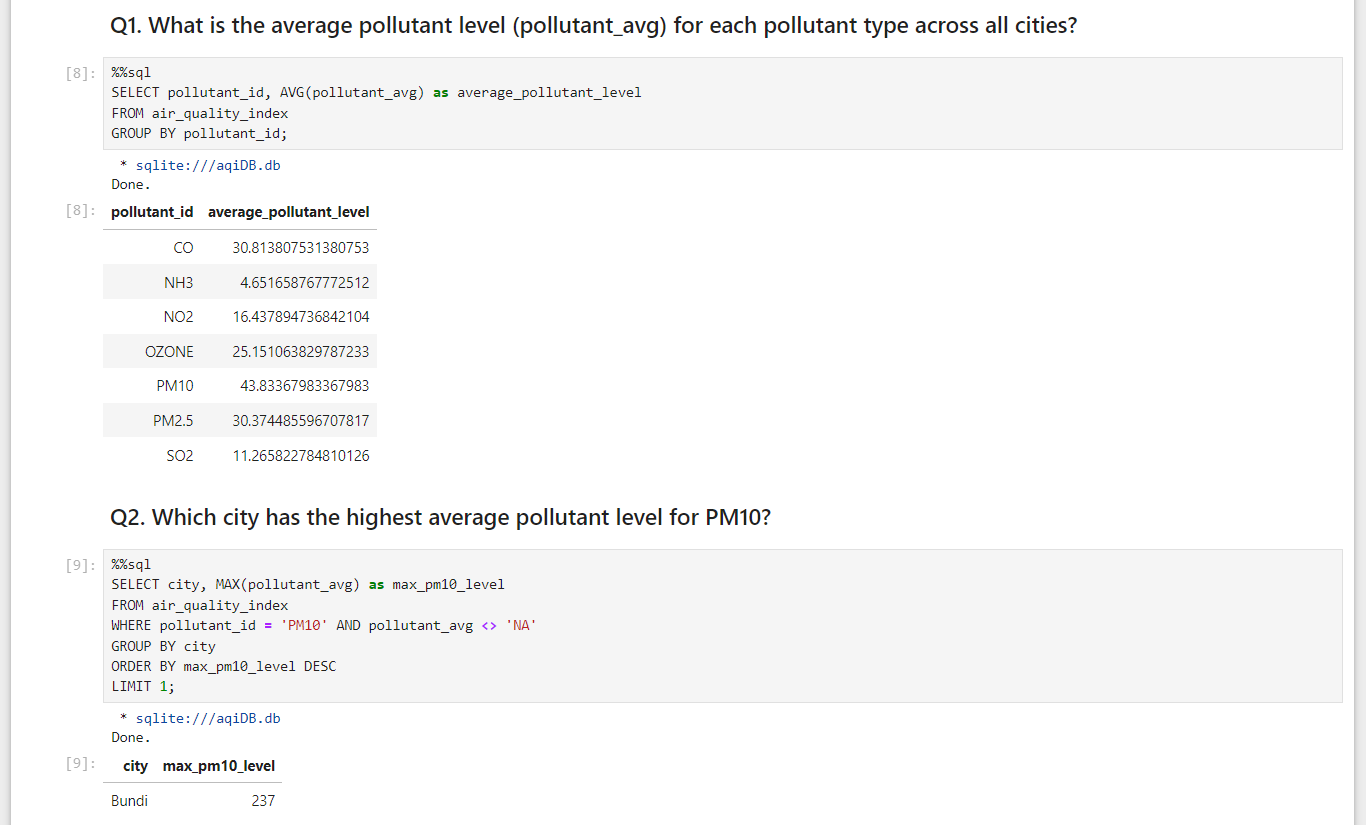 Q1. What is the average pollutant level (pollutant_avg) for each pollutant type across all cities?
[8]: %%sql
SELECT pollutant_id, AVG(pollutant_avg) as average_pollutant_level
FROM air_quality_index
GROUP BY pollutant_id;
* sqlite:///aqiDB.db
Done.
[8]: pollutant_id average_pollutant_level
CO 30.813807531380753
NH3 4.651658767772512
NO2 16.437894736842104
OZONE 25.151063829787233
PM10 43.83367983367983
PM2.5 30.374485596707817
SO2 11.265822784810126
Q2. Which city has the highest average pollutant level for PM10?
[9]: %%sql
SELECT city, MAX(pollutant_avg) as max_pm10_level
FROM air_quality_index
WHERE pollutant_id = 'PM10' AND pollutant_avg <> 'NA'
GROUP BY city
ORDER BY max_pm10_level DESC
LIMIT 1;
* sqlite:///aqiDB.db
Done.
[9]: city max_pm10_level
Bundi 237